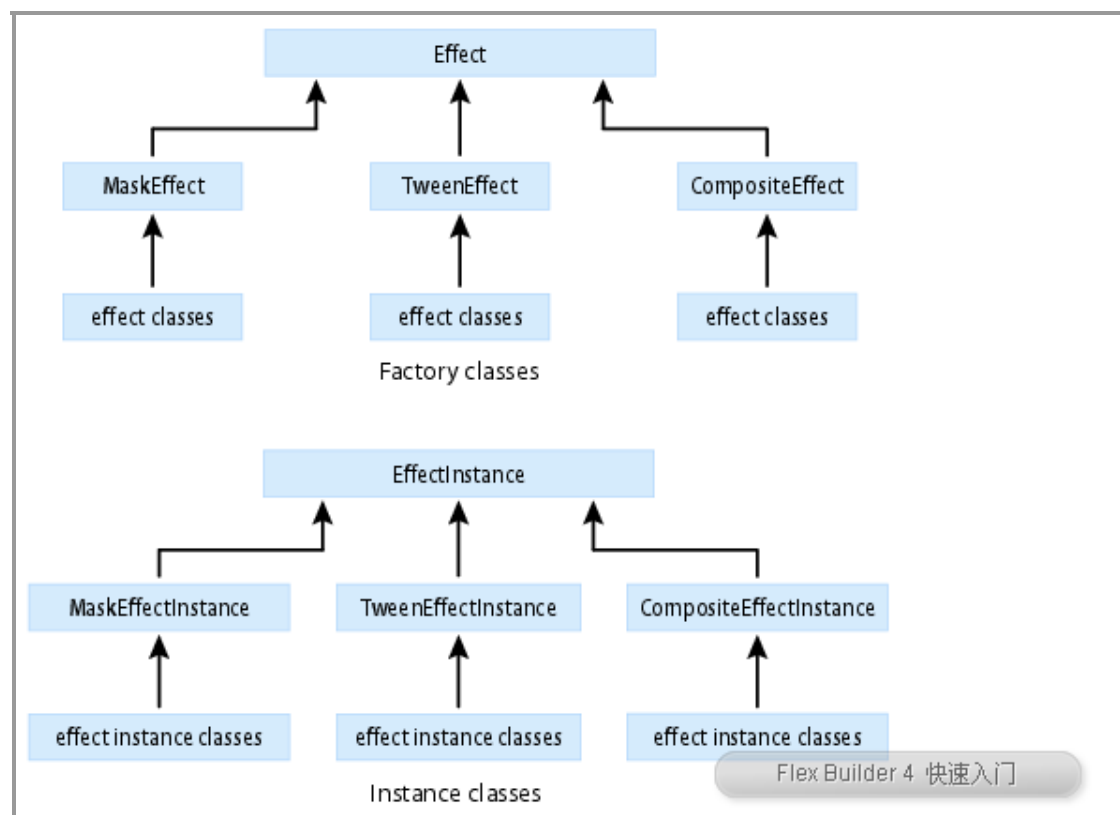 Effect
MaskEffect
TweenEffect
CompositeEffect
effect classes
effect classes
effect classes
Factory classes
EffectInstance
MaskEffectInstance
TweenEffectInstance
CompositeEffectInstance
effect instance classes
effect instance classes
effect instance classes
Flex Builder 4 快速入门
Instance classes